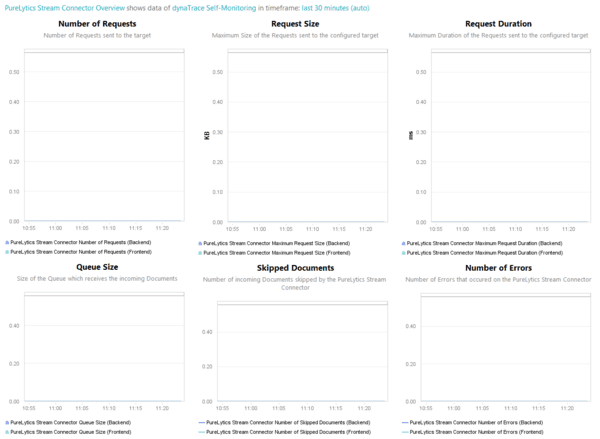 PureLytics Stream Connector Overview shows data of dynaTrace Self-Monitoring in timeframe: last 30 minutes (auto)
Number of Requests
Number of Requests sent to the target
0.50
0.40
0.30
0.20
0.10
0.00
10:55 11:00 11:05 11:10 11:15 11:20
PureLytics Stream Connector Number of Requests (Backend)
PureLytics Stream Connector Number of Requests (Frontend)
Request Size
Maximum Size of the Requests sent to the configured target
KB
0.50
0.40
0.30
0.20
0.10
0.00
10:55 11:00 11:05 11:10 11:15 11:20
PureLytics Stream Connector Maximum Request Size (Backend)
PureLytics Stream Connector Maximum Request Size (Frontend)
Request Duration
Maximum Duration of the Requests sent to the configured target
ms
0.50
0.40
0.30
0.20
0.10
0.00
10:55 11:00 11:05 11:10 11:15 11:20
PureLytics Stream Connector Maximum Request Duration (Backend)
PureLytics Stream Connector Maximum Request Duration (Frontend)
Queue Size
Size of the Queue which receives the incoming Documents
0.40
0.20
0.00
10:55 11:00 11:05 11:10 11:15 11:20
PureLytics Stream Connector Queue Size (Backend)
PureLytics Stream Connector Queue Size (Frontend)
Skipped Documents
Number of incoming Documents skipped by the PureLytics Stream
Connector
0.40
0.20
0.00
10:55 11:00 11:05 11:10 11:15 11:20
PureLytics Stream Connector Number of Skipped Documents (Backend)
PureLytics Stream Connector Number of Skipped Documents (Frontend)
Number of Errors
Number of Errors that occured on the PureLytics Stream Connector
0.40
0.20
0.00
10:55 11:00 11:05 11:10 11:15 11:20
PureLytics Stream Connector Number of Errors (Backend)
PureLytics Stream Connector Number of Errors (Frontend)